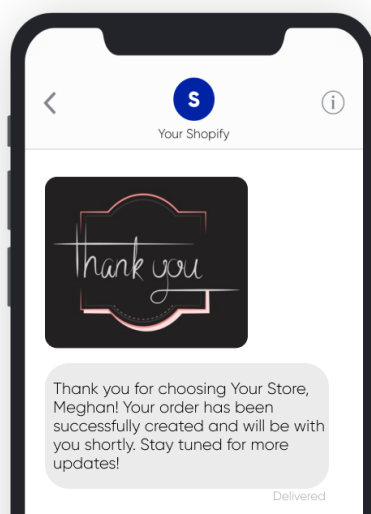 S
Your Shopify
thank you
Thank you for choosing Your Store,
Meghan! Your order has been
successfully created and will be with
you shortly. Stay tuned for more
updates!
Delivered